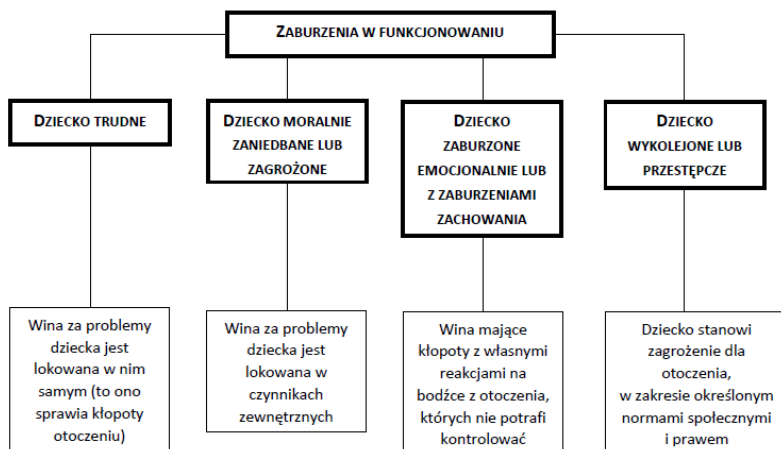 ZABURZENIA W FUNKCJONOWANIU
DZIECKO TRUDNE
DZIECKO MORALNIE
ZANIEDBANE LUB
ZAGROŻONE
DZIECKO
ZABURZONE
EMOCJONALNIE LUB
Z ZABURZENIAMI
ZACHOWANIA
DZIECKO
WYKOLEJONE LUB
PRZESTĘPCZE
Wina za problemy
dziecka jest
lokowana w nim
samym (to ono
sprawia kłopoty
otoczeniu)
Wina za problemy
dziecka jest
lokowana w
czynnikach
zewnętrznych
Wina mające
kłopoty z własnymi
reakcjami na
bodźce z otoczenia,
których nie potrafi
kontrolować
Dziecko stanowi
zagrożenie dla
otoczenia,
w zakresie określonym
normami społecznymi
i prawem